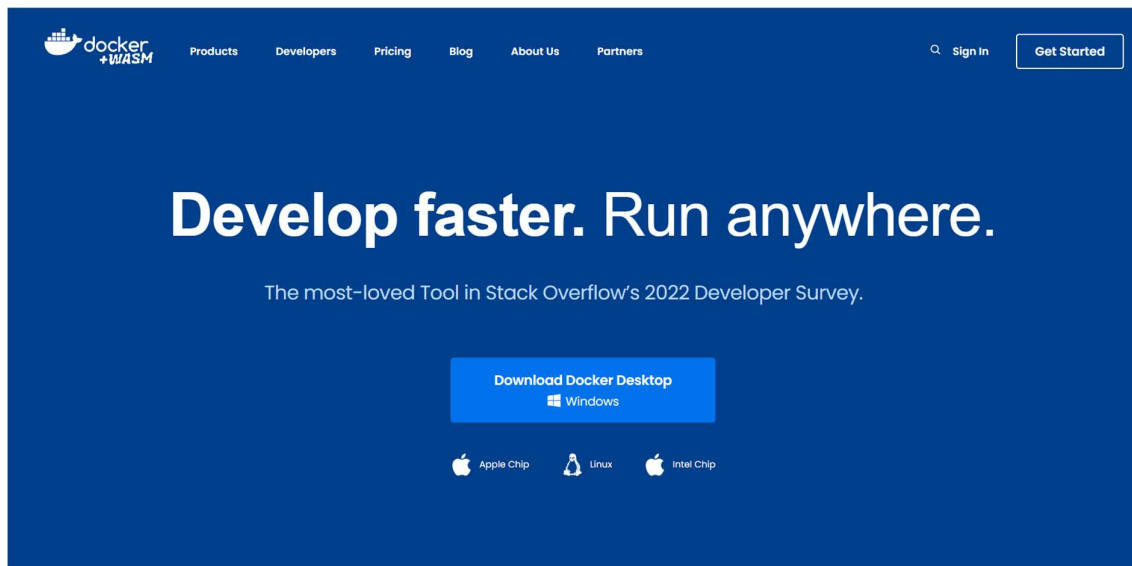 docker
+WASM
Products Developers Pricing Blog About Us Partners Sign In Get Started
Develop faster. Run anywhere.
The most-loved Tool in Stack Overflow’s 2022 Developer Survey.
Download Docker Desktop
Windows
Apple Chip Linux Intel Chip